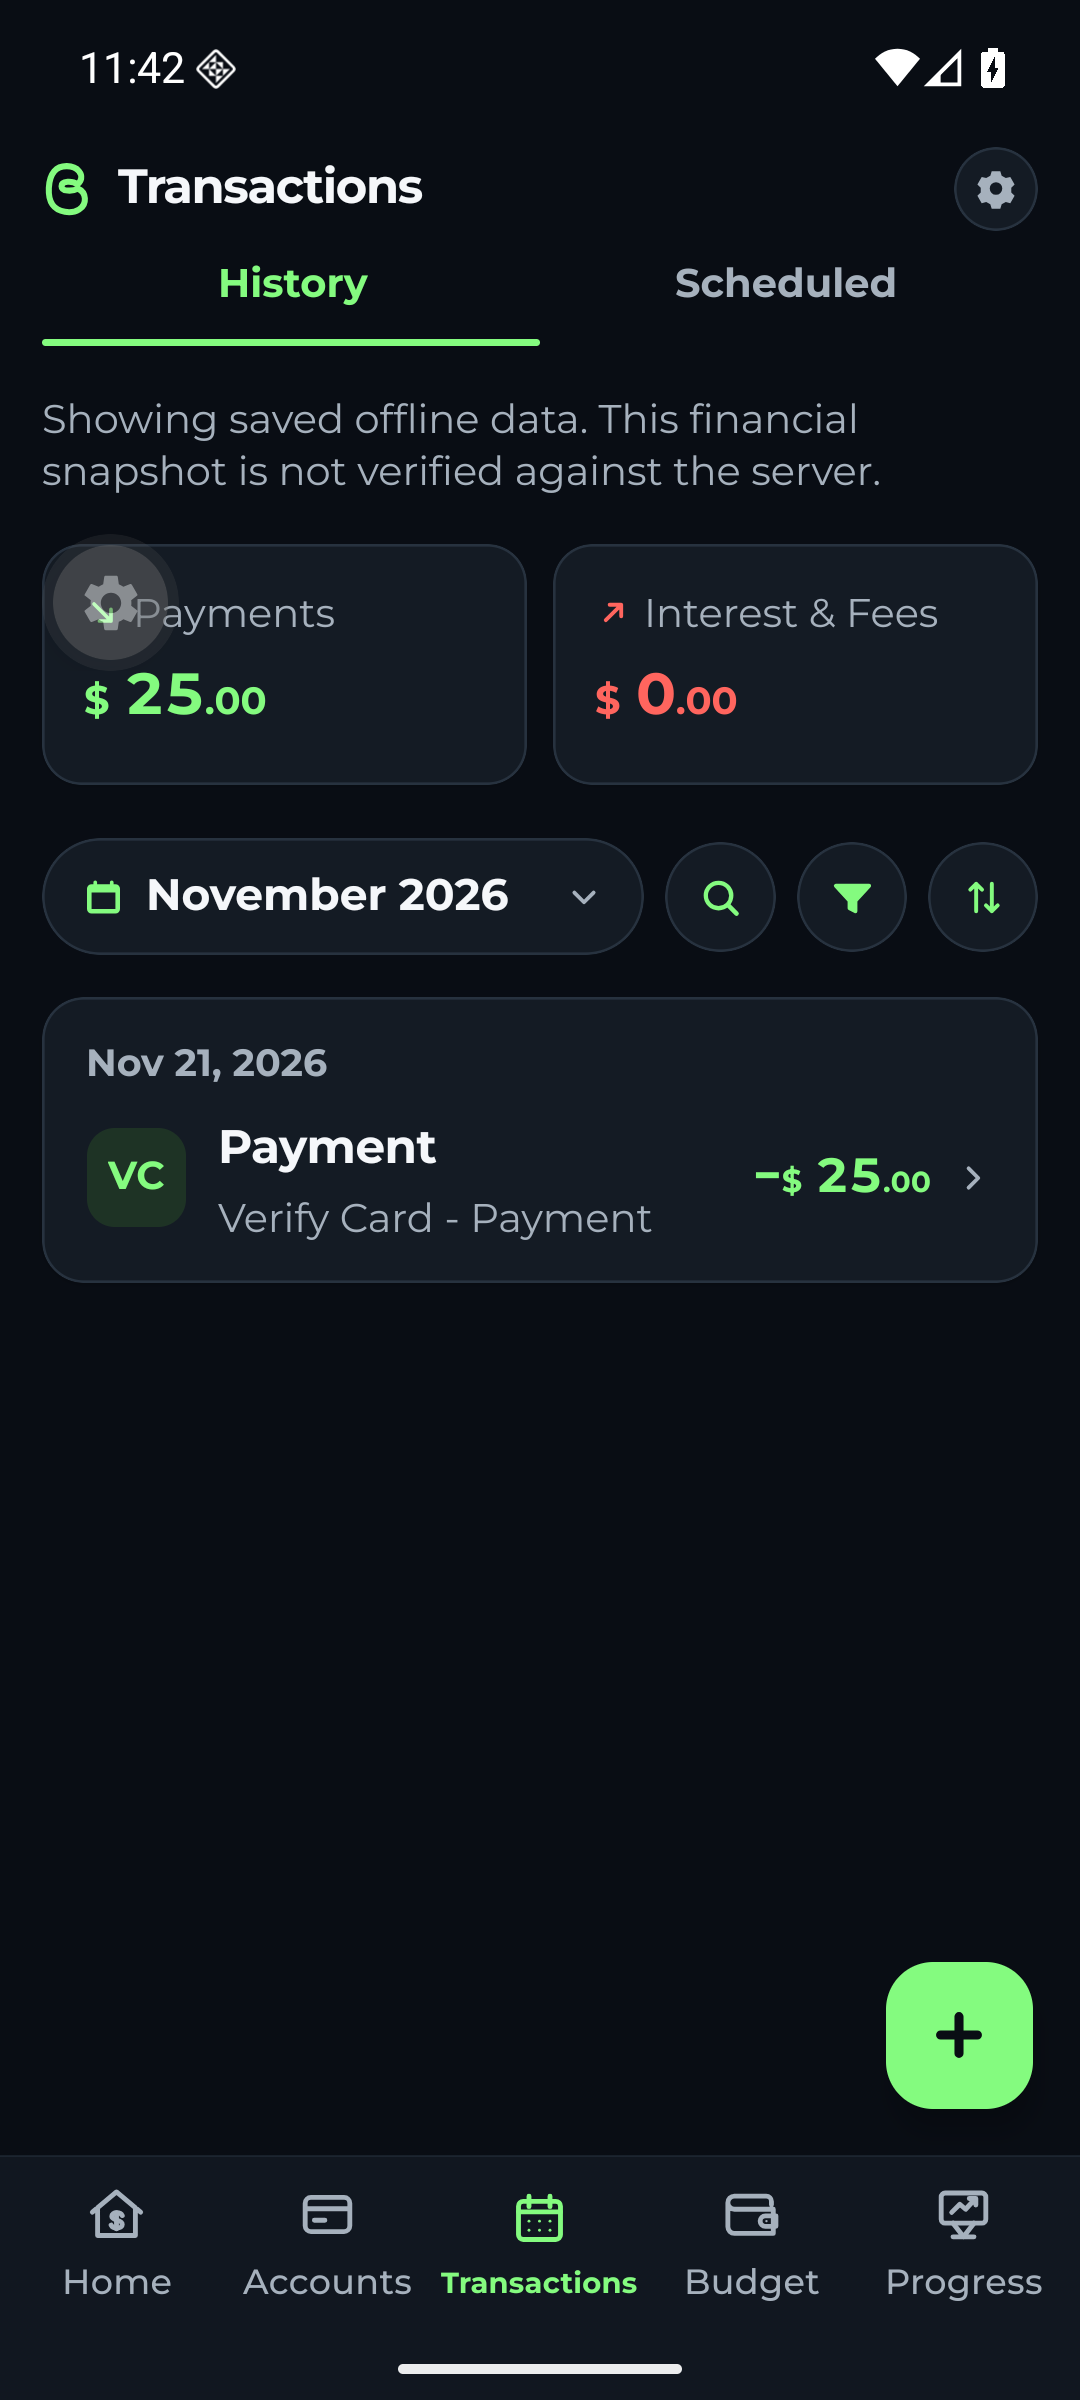 11:42
Transactions
History
Scheduled
Showing saved offline data. This financial
snapshot is not verified against the server.
Payments
$ 25.00
Interest & Fees
$ 0.00
November 2026
Nov 21, 2026
VC
Payment
Verify Card - Payment
−$ 25.00
Home
Accounts
Transactions
Budget
Progress